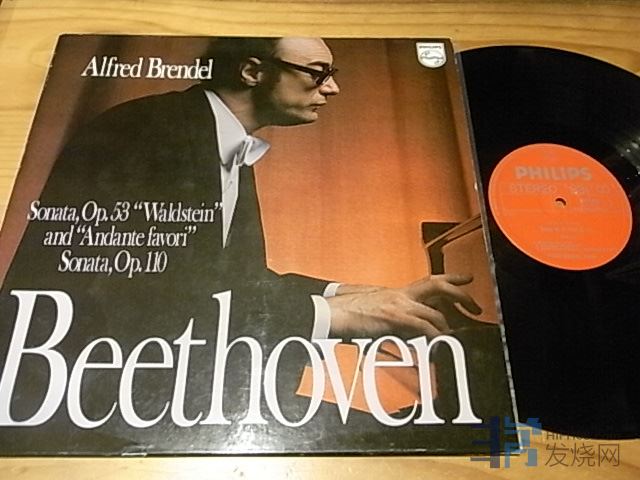 Alfred Brendel
PHILIPS
Sonata, Op. 53 "Waldstein"
and "Andante favori"
Sonata, Op. 110
Beethoven
PHILIPS
STEREO
发烧网